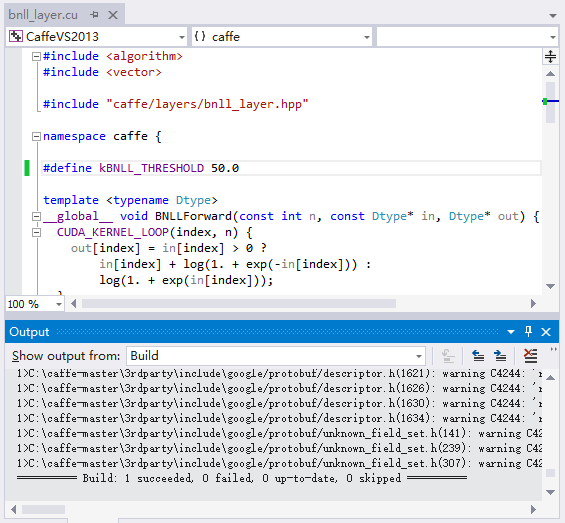 bnll_layer.cu
CaffeVS2013 {} caffe
#include <algorithm>
#include <vector>
#include "caffe/layers/bnll_layer.hpp"
namespace caffe {
#define kBNLL_THRESHOLD 50.0
template <typename Dtype>
__global__ void BNLLForward(const int n, const Dtype* in, Dtype* out) {
CUDA_KERNEL_LOOP(index, n) {
out[index] = in[index] > 0 ?
in[index] + log(1. + exp(-in[index])) :
log(1. + exp(in[index]));
100 %
Output
Show output from: Build
1>C:\caffe-master\3rdparty\include\google/protobuf/descriptor.h(1621): warning C4244: 'r
1>C:\caffe-master\3rdparty\include\google/protobuf/descriptor.h(1626): warning C4244: 'r
1>C:\caffe-master\3rdparty\include\google/protobuf/descriptor.h(1630): warning C4244: 'r
1>C:\caffe-master\3rdparty\include\google/protobuf/descriptor.h(1634): warning C4244: 'r
1>C:\caffe-master\3rdparty\include\google/protobuf/unknown_field_set.h(141): warning C42
1>C:\caffe-master\3rdparty\include\google/protobuf/unknown_field_set.h(239): warning C42
1>C:\caffe-master\3rdparty\include\google/protobuf/unknown_field_set.h(307): warning C42
========== Build: 1 succeeded, 0 failed, 0 up-to-date, 0 skipped ==========